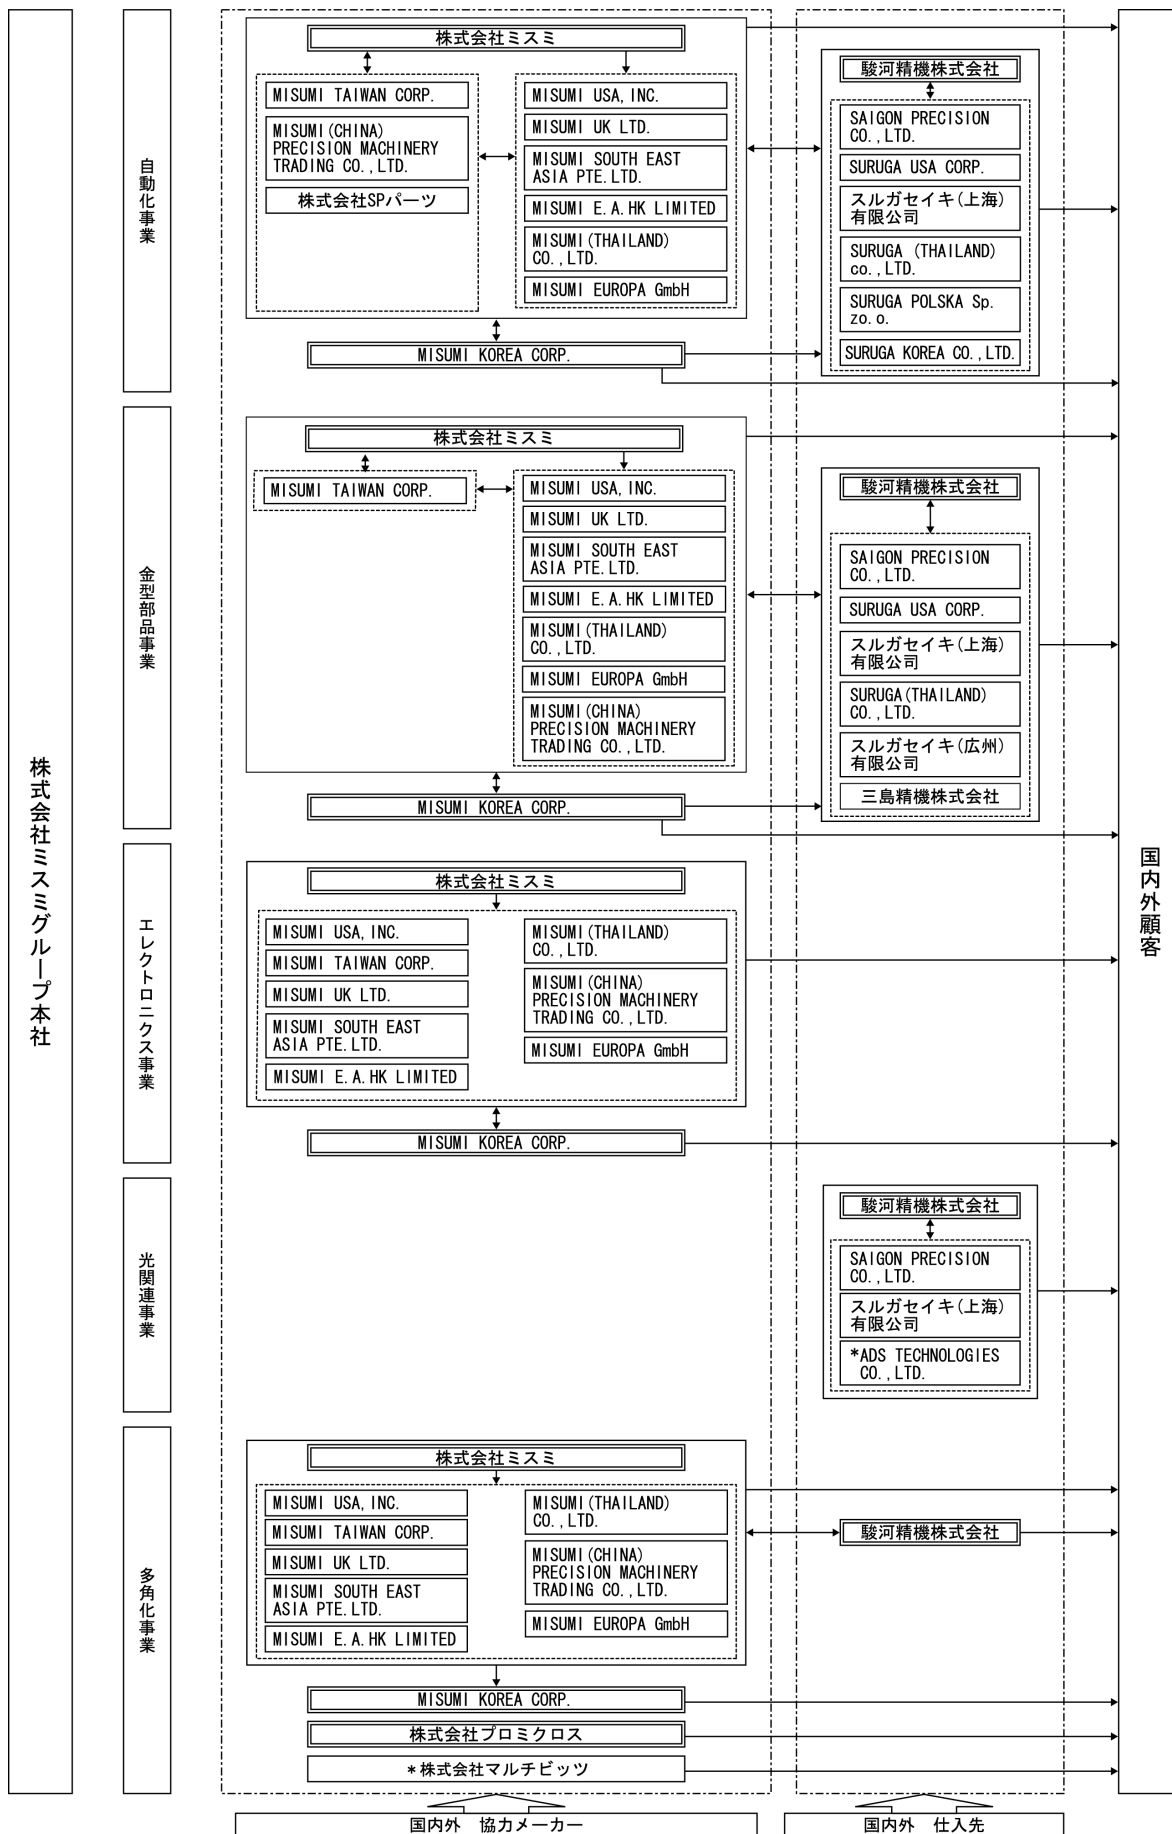 株式会社ミスミグループ本社
自動化事業
株式会社ミスミ
MISUMI TAIWAN CORP.
MISUMI(CHINA)
PRECISION MACHINERY
TRADING CO.,LTD.
株式会社SPパーツ
MISUMI USA,INC.
MISUMI UK LTD.
MISUMI SOUTH EAST
ASIA PTE.LTD.
MISUMI E.A.HK LIMITED
MISUMI(THAILAND)
CO.,LTD.
MISUMI EUROPA GmbH
MISUMI KOREA CORP.
駿河精機株式会社
SAIGON PRECISION
CO.,LTD.
SURUGA USA CORP.
スルガセイキ(上海)
有限公司
SURUGA (THAILAND)
co.,LTD.
SURUGA POLSKA Sp.
zo.o.
SURUGA KOREA CO.,LTD.
金型部品事業
株式会社ミスミ
MISUMI TAIWAN CORP.
MISUMI USA,INC.
MISUMI UK LTD.
MISUMI SOUTH EAST
ASIA PTE.LTD.
MISUMI E.A.HK LIMITED
MISUMI(THAILAND)
CO.,LTD.
MISUMI EUROPA GmbH
MISUMI(CHINA)
PRECISION MACHINERY
TRADING CO.,LTD.
MISUMI KOREA CORP.
駿河精機株式会社
SAIGON PRECISION
CO.,LTD.
SURUGA USA CORP.
スルガセイキ(上海)
有限公司
SURUGA(THAILAND)
CO.,LTD.
スルガセイキ(広州)
有限公司
三島精機株式会社
エレクトロニクス事業
株式会社ミスミ
MISUMI USA,INC.
MISUMI TAIWAN CORP.
MISUMI UK LTD.
MISUMI SOUTH EAST
ASIA PTE.LTD.
MISUMI E.A.HK LIMITED
MISUMI(THAILAND)
CO.,LTD.
MISUMI(CHINA)
PRECISION MACHINERY
TRADING CO.,LTD.
MISUMI EUROPA GmbH
MISUMI KOREA CORP.
光関連事業
駿河精機株式会社
SAIGON PRECISION
CO.,LTD.
スルガセイキ(上海)
有限公司
*ADS TECHNOLOGIES
CO.,LTD.
多角化事業
株式会社ミスミ
MISUMI USA,INC.
MISUMI TAIWAN CORP.
MISUMI UK LTD.
MISUMI SOUTH EAST
ASIA PTE.LTD.
MISUMI E.A.HK LIMITED
MISUMI(THAILAND)
CO.,LTD.
MISUMI(CHINA)
PRECISION MACHINERY
TRADING CO.,LTD.
MISUMI EUROPA GmbH
駿河精機株式会社
MISUMI KOREA CORP.
株式会社プロミクロス
*株式会社マルチビッツ
国内外顧客
国内外 協力メーカー
国内外 仕入先